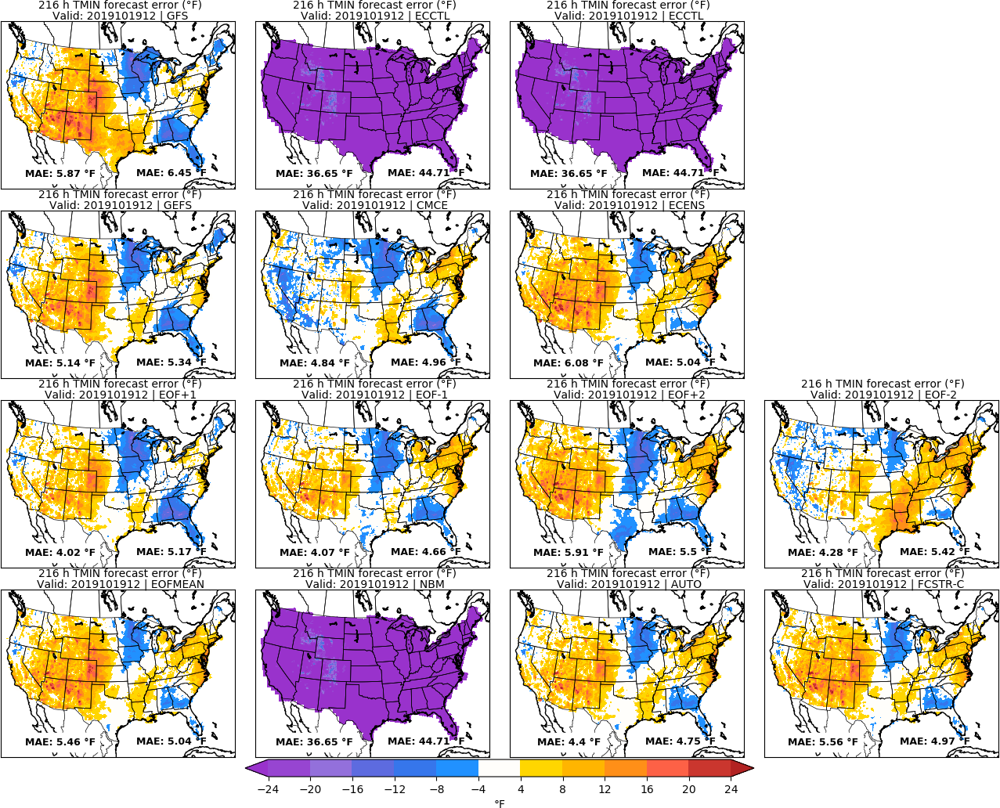 216 h TMIN forecast error (°F)
Valid: 2019101912 | GFS
MAE: 5.87 °F
MAE: 6.45 °F
216 h TMIN forecast error (°F)
Valid: 2019101912 | ECCTL
MAE: 36.65 °F
MAE: 44.71 °F
216 h TMIN forecast error (°F)
Valid: 2019101912 | ECCTL
MAE: 36.65 °F
MAE: 44.71 °F
216 h TMIN forecast error (°F)
Valid: 2019101912 | GEFS
MAE: 5.14 °F
MAE: 5.34 °F
216 h TMIN forecast error (°F)
Valid: 2019101912 | CMCE
MAE: 4.84 °F
MAE: 4.96 °F
216 h TMIN forecast error (°F)
Valid: 2019101912 | ECENS
MAE: 6.08 °F
MAE: 5.04 °F
216 h TMIN forecast error (°F)
Valid: 2019101912 | EOF+1
MAE: 4.02 °F
MAE: 5.17 °F
216 h TMIN forecast error (°F)
Valid: 2019101912 | EOF-1
MAE: 4.07 °F
MAE: 4.66 °F
216 h TMIN forecast error (°F)
Valid: 2019101912 | EOF+2
MAE: 5.91 °F
MAE: 5.5 °F
216 h TMIN forecast error (°F)
Valid: 2019101912 | EOF-2
MAE: 4.28 °F
MAE: 5.42 °F
216 h TMIN forecast error (°F)
Valid: 2019101912 | EOFMEAN
MAE: 5.46 °F
MAE: 5.04 °F
216 h TMIN forecast error (°F)
Valid: 2019101912 | NBM
MAE: 36.65 °F
MAE: 44.71 °F
216 h TMIN forecast error (°F)
Valid: 2019101912 | AUTO
MAE: 4.4 °F
MAE: 4.75 °F
216 h TMIN forecast error (°F)
Valid: 2019101912 | FCSTR-C
MAE: 5.56 °F
MAE: 4.97 °F
−24 −20 −16 −12 −8 −4 4 8 12 16 20 24
°F